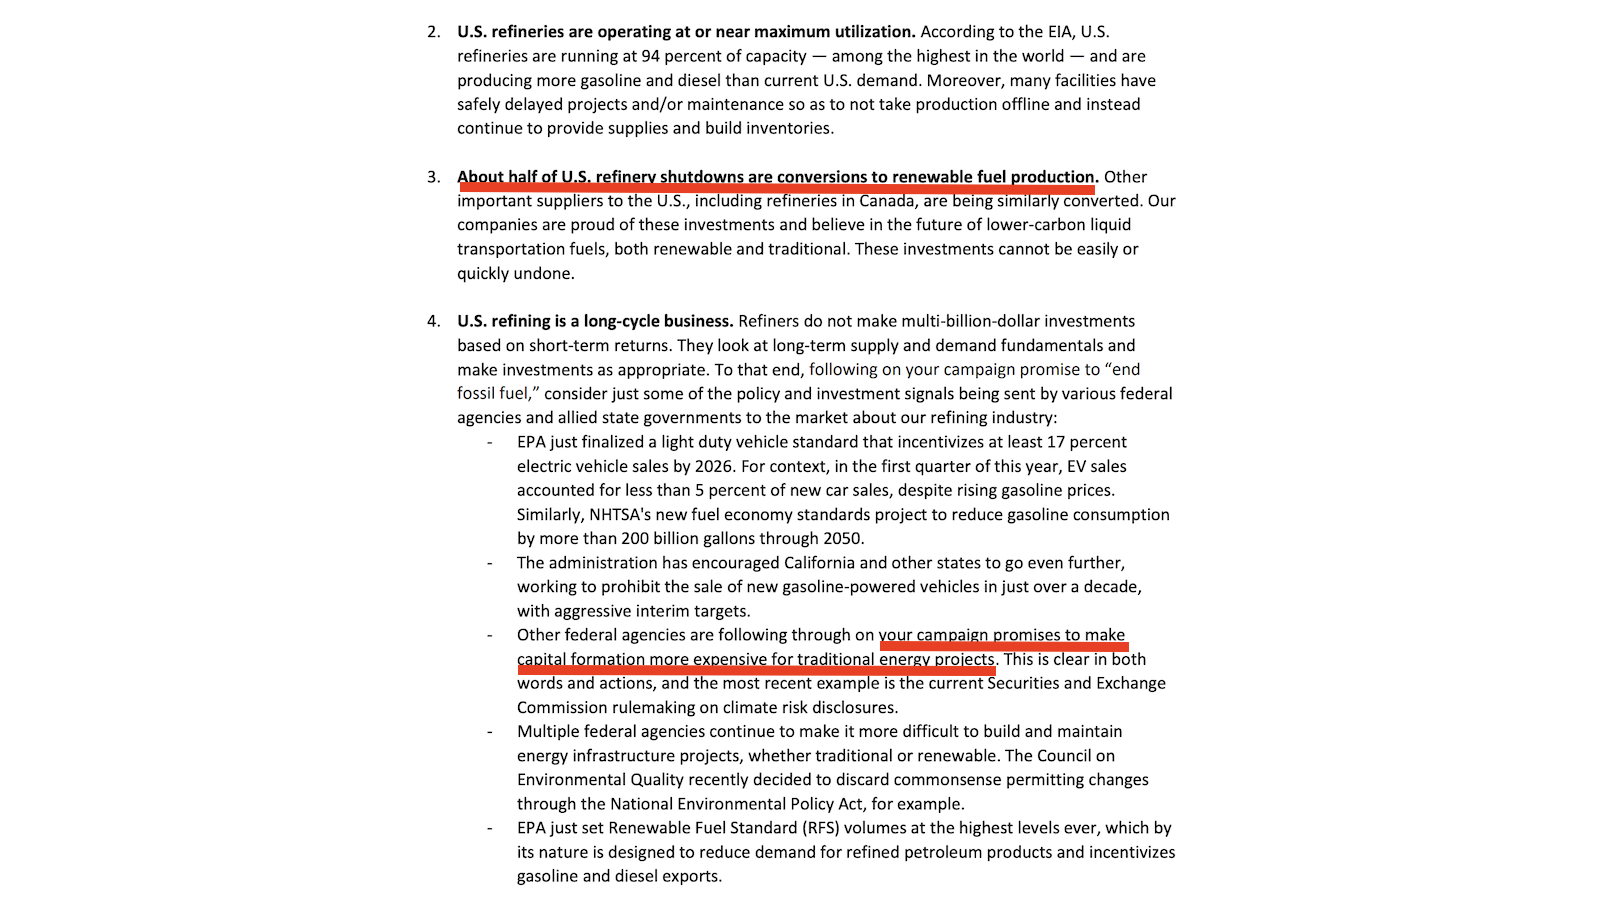 2. U.S. refineries are operating at or near maximum utilization. According to the EIA, U.S.
refineries are running at 94 percent of capacity — among the highest in the world — and are
producing more gasoline and diesel than current U.S. demand. Moreover, many facilities have
safely delayed projects and/or maintenance so as to not take production offline and instead
continue to provide supplies and build inventories.
3. About half of U.S. refinery shutdowns are conversions to renewable fuel production. Other
important suppliers to the U.S., including refineries in Canada, are being similarly converted. Our
companies are proud of these investments and believe in the future of lower-carbon liquid
transportation fuels, both renewable and traditional. These investments cannot be easily or
quickly undone.
4. U.S. refining is a long-cycle business. Refiners do not make multi-billion-dollar investments
based on short-term returns. They look at long-term supply and demand fundamentals and
make investments as appropriate. To that end, following on your campaign promise to “end
fossil fuel,” consider just some of the policy and investment signals being sent by various federal
agencies and allied state governments to the market about our refining industry:
- EPA just finalized a light duty vehicle standard that incentivizes at least 17 percent
electric vehicle sales by 2026. For context, in the first quarter of this year, EV sales
accounted for less than 5 percent of new car sales, despite rising gasoline prices.
Similarly, NHTSA's new fuel economy standards project to reduce gasoline consumption
by more than 200 billion gallons through 2050.
- The administration has encouraged California and other states to go even further,
working to prohibit the sale of new gasoline-powered vehicles in just over a decade,
with aggressive interim targets.
- Other federal agencies are following through on your campaign promises to make
capital formation more expensive for traditional energy projects. This is clear in both
words and actions, and the most recent example is the current Securities and Exchange
Commission rulemaking on climate risk disclosures.
- Multiple federal agencies continue to make it more difficult to build and maintain
energy infrastructure projects, whether traditional or renewable. The Council on
Environmental Quality recently decided to discard commonsense permitting changes
through the National Environmental Policy Act, for example.
- EPA just set Renewable Fuel Standard (RFS) volumes at the highest levels ever, which by
its nature is designed to reduce demand for refined petroleum products and incentivizes
gasoline and diesel exports.